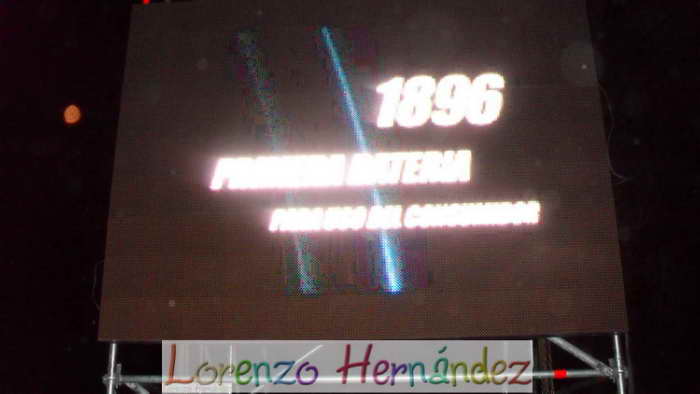 1896
PRIMERA BATERIA
PARA USO DEL CONSUMIDOR
Lorenzo Hernández